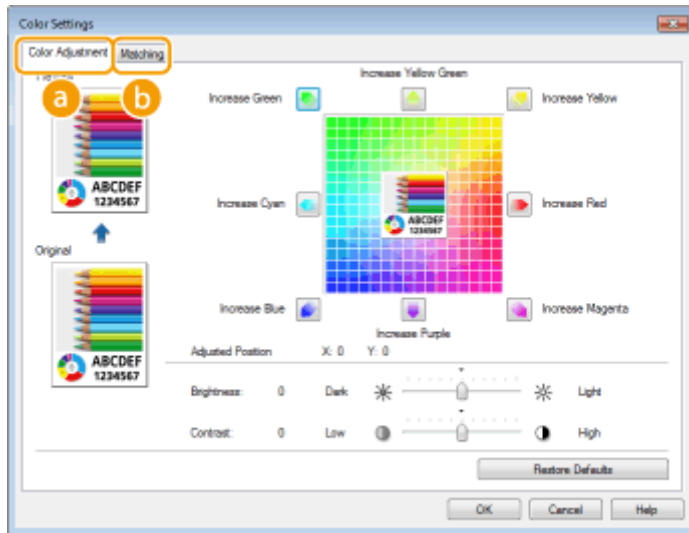 Color Settings
Color Adjustment Matching
a b
Increase Yellow Green
Increase Green Increase Yellow
ABCDEF
1234567
Increase Cyan Increase Red
ABCDEF
1234567
Original
Increase Blue Increase Magenta
Increase Purple
Adjusted Position X: 0 Y: 0
ABCDEF
1234567
Brightness: 0 Dark Light
Contrast: 0 Low High
Restore Defaults
OK Cancel Help